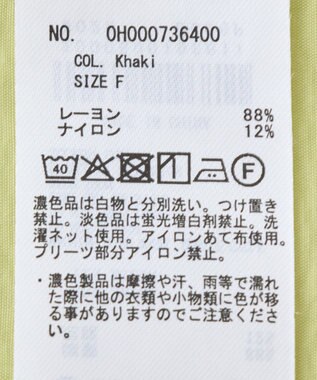 NO. 0H000736400
COL. Khaki
SIZE F
レーヨン 88%
ナイロン 12%
40 F
濃色品は白物と分別洗い。つけ置き
禁止。淡色品は蛍光増白剤禁止。洗
濯ネット使用。アイロンあて布使用。
プリーツ部分アイロン禁止。
・濃色製品は摩擦や汗、雨等で濡れ
た際に他の衣類や小物類に色が移
る事がありますのでご注意くださ
い。